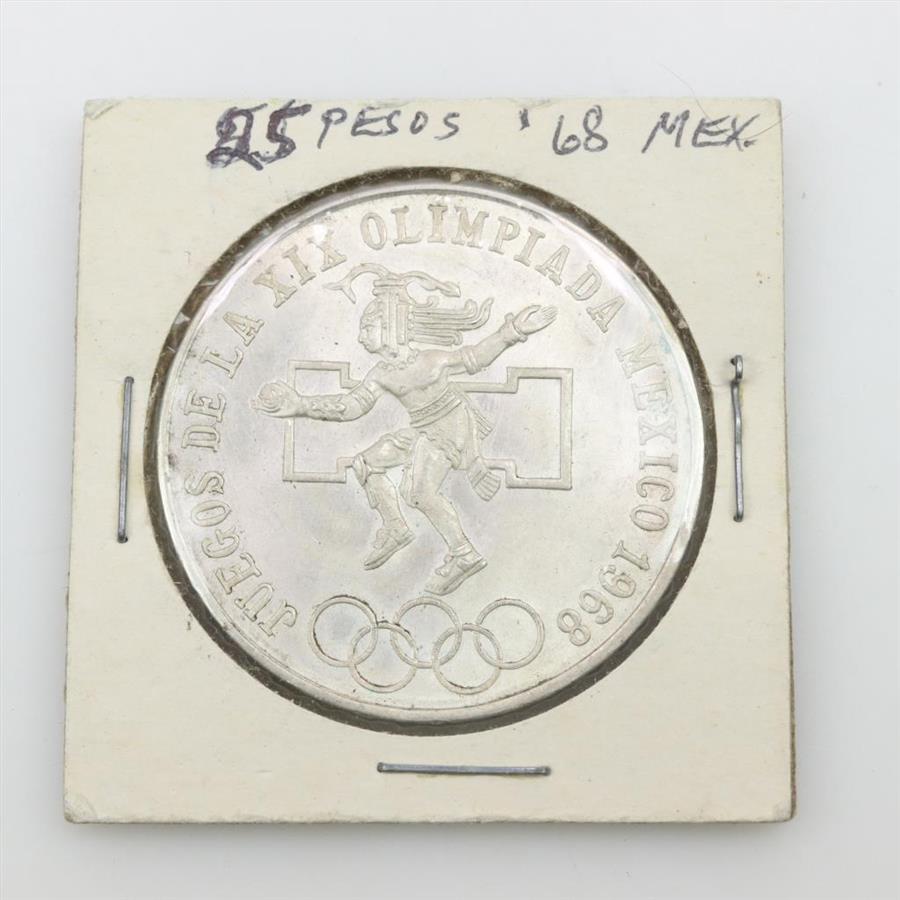 25 PESOS '68 MEX.
JUEGOS DE LA XIX OLIMPIADA MEXICO 1968